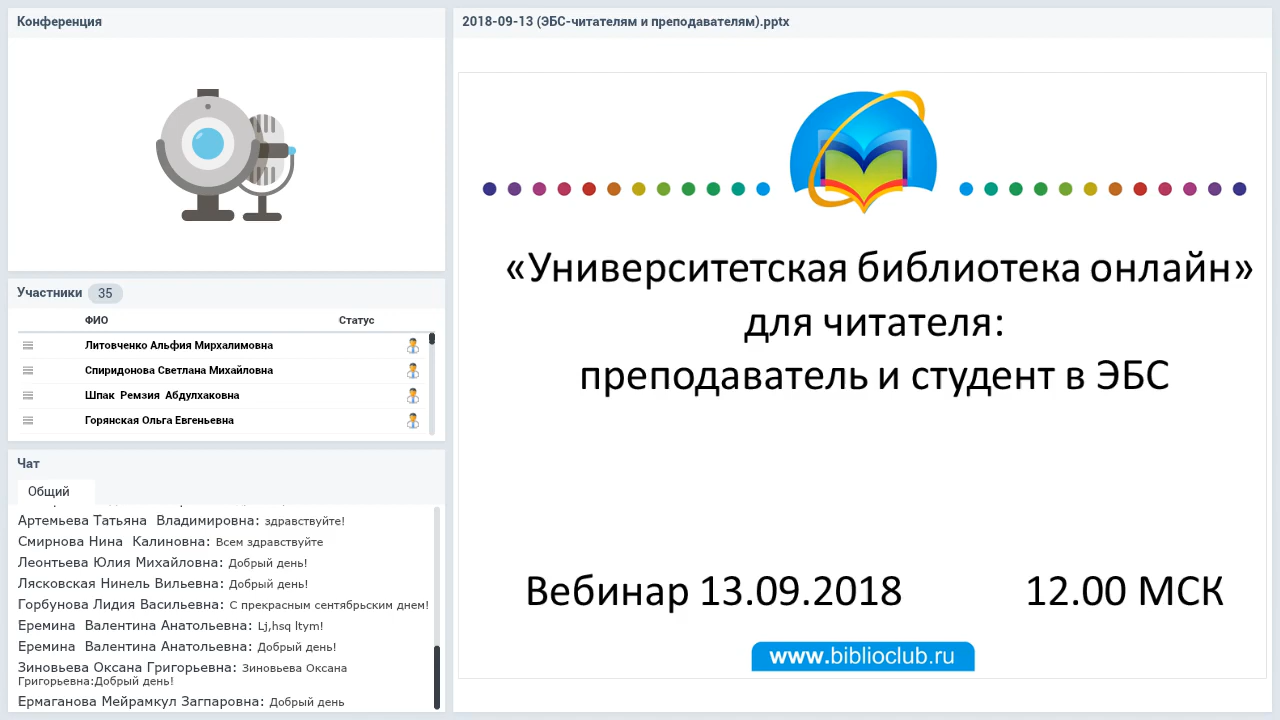 Конференция
Участники 35
ФИО Статус
Литовченко Альфия Мирхалимовна
Спиридонова Светлана Михайловна
Шпак Ремзия Абдулхаковна
Горянская Ольга Евгеньевна
Чат
Общий
Артемьева Татьяна Владимировна: здравствуйте!
Смирнова Нина Калиновна: Всем здравствуйте
Леонтьева Юлия Михайловна: Добрый день!
Лясковская Нинель Вильевна: Добрый день!
Горбунова Лидия Васильевна: С прекрасным сентябрьским днем!
Еремина Валентина Анатольевна: Lj,hsq ltym!
Еремина Валентина Анатольевна: Добрый день!
Зиновьева Оксана Григорьевна: Зиновьева Оксана
Григорьевна:Добрый день!
Ермаганова Мейрамкул Загпаровна: Добрый день
2018-09-13 (ЭБС-читателям и преподавателям).pptx
«Университетская библиотека онлайн»
для читателя:
преподаватель и студент в ЭБС
Вебинар 13.09.2018 12.00 МСК
www.biblioclub.ru